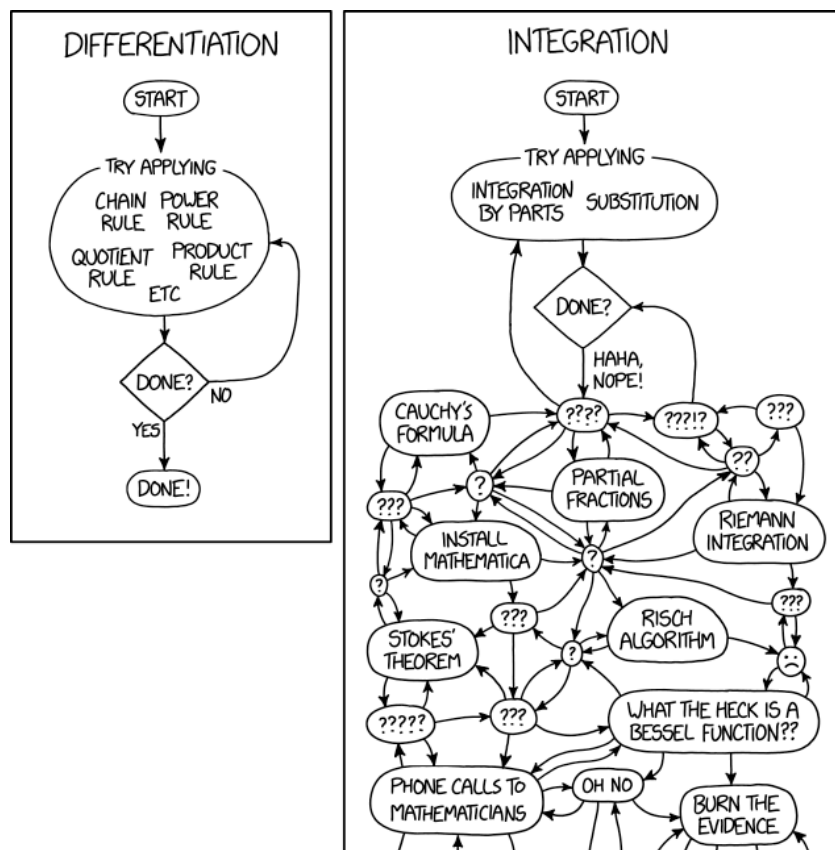 DIFFERENTIATION
START
TRY APPLYING
CHAIN
RULE
POWER
RULE
QUOTIENT
RULE
PRODUCT
RULE
ETC
DONE?
NO
YES
DONE!
INTEGRATION
START
TRY APPLYING
INTEGRATION
BY PARTS
SUBSTITUTION
DONE?
HAHA,
NOPE!
CAUCHY'S
FORMULA
????
???!?
???
??
?
PARTIAL
FRACTIONS
???
INSTALL
MATHEMATICA
RIEMANN
INTEGRATION
?
?
???
???
STOKES'
THEOREM
RISCH
ALGORITHM
?
?????
???
WHAT THE HECK IS A
BESSEL FUNCTION??
PHONE CALLS TO
MATHEMATICIANS
OH NO
BURN THE
EVIDENCE